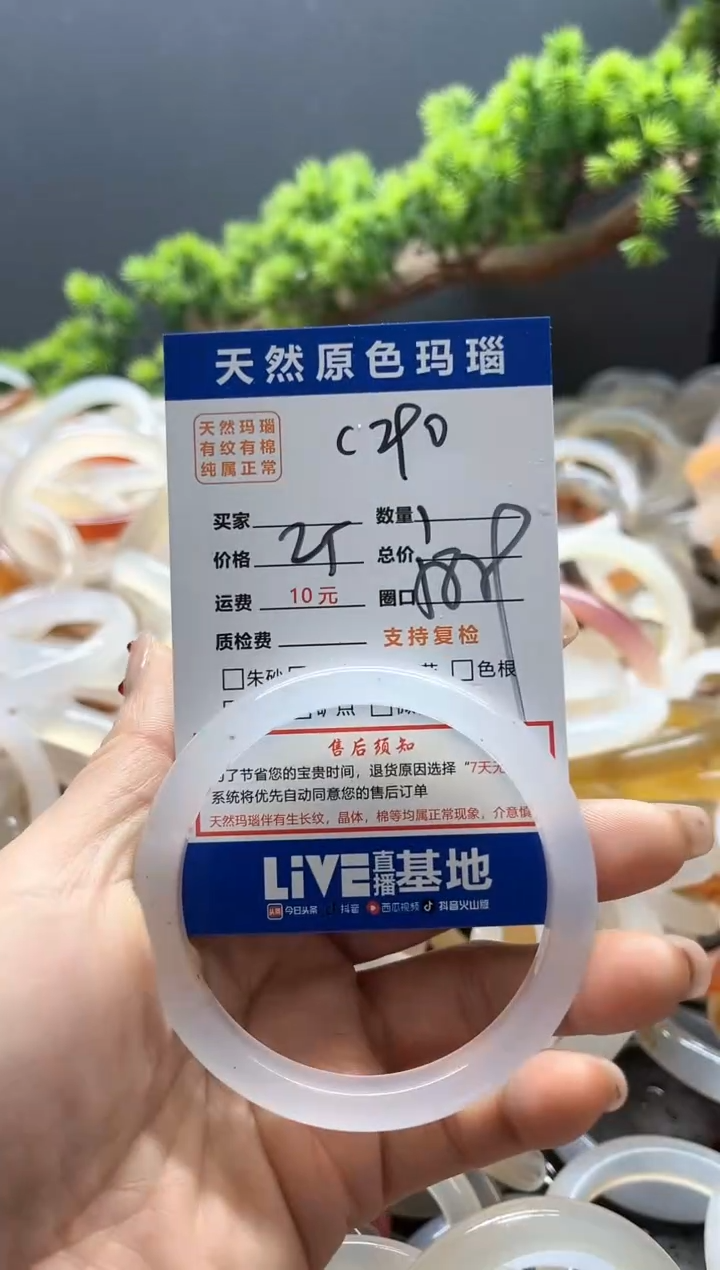 天然原色玛瑙
天然玛瑙
有纹有棉
纯属正常
买家 数量 1
价格 25 总价
运费 10元 圈口
质检费 支持复检
朱砂 色根
售后须知
了节省您的宝贵时间，退货原因选择“7天无
系统将优先自动同意您的售后订单
天然玛瑙伴有生长纹，晶体，棉等均属正常现象，介意慎
LiVE直播基地
头条 今日头条 抖音 西瓜视频 抖音火山版